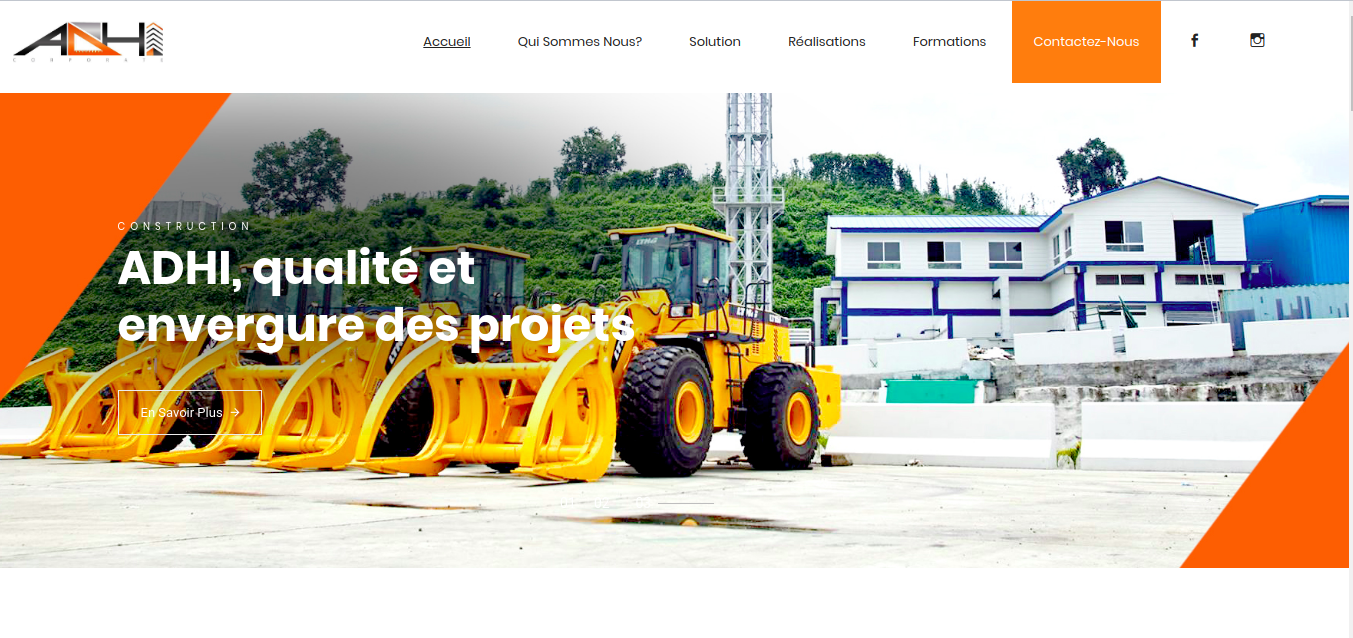 ADHI
CORPORATE
Accueil
Qui Sommes Nous?
Solution
Réalisations
Formations
Contactez-Nous
CONSTRUCTION
ADHI, qualité et
envergure des projets
En Savoir Plus →